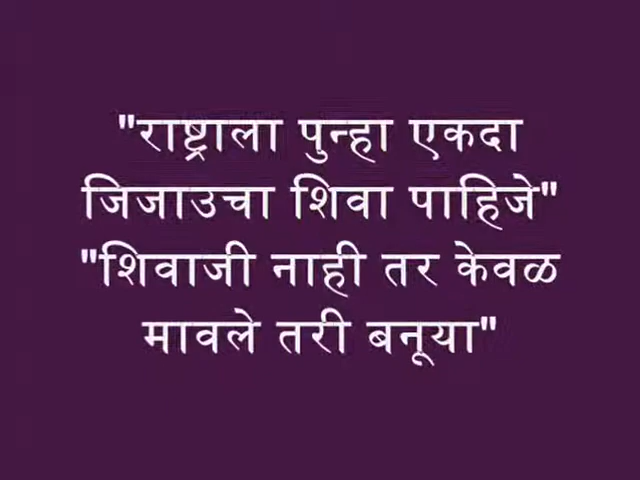 "राष्ट्राला पुन्हा एकदा
जिजाउचा शिवा पाहिजे"
"शिवाजी नाही तर केवळ
मावले तरी बनूया"